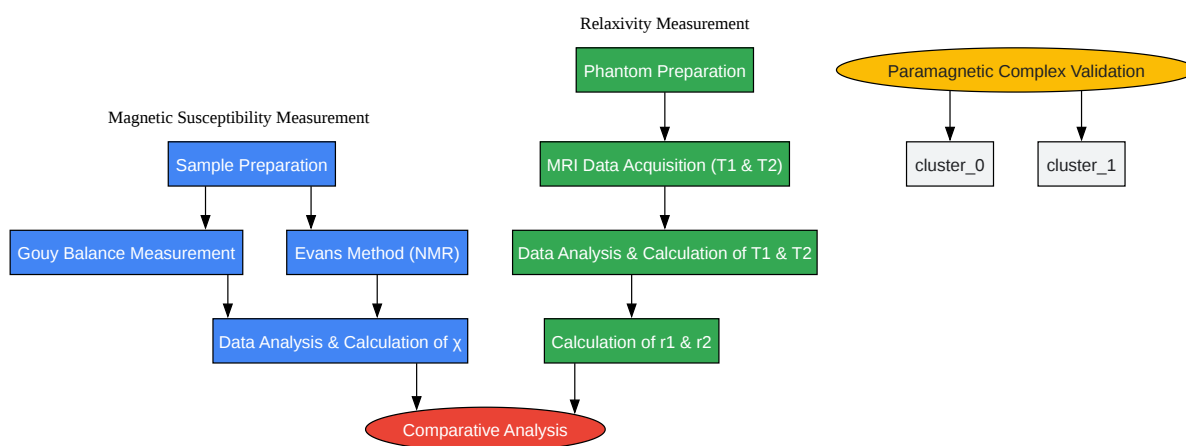 Relaxivity Measurement
Phantom Preparation
Paramagnetic Complex Validation
Magnetic Susceptibility Measurement
Sample Preparation
MRI Data Acquisition (T1 & T2)
cluster_0
cluster_1
Gouy Balance Measurement
Evans Method (NMR)
Data Analysis & Calculation of T1 & T2
Data Analysis & Calculation of χ
Calculation of r1 & r2
Comparative Analysis